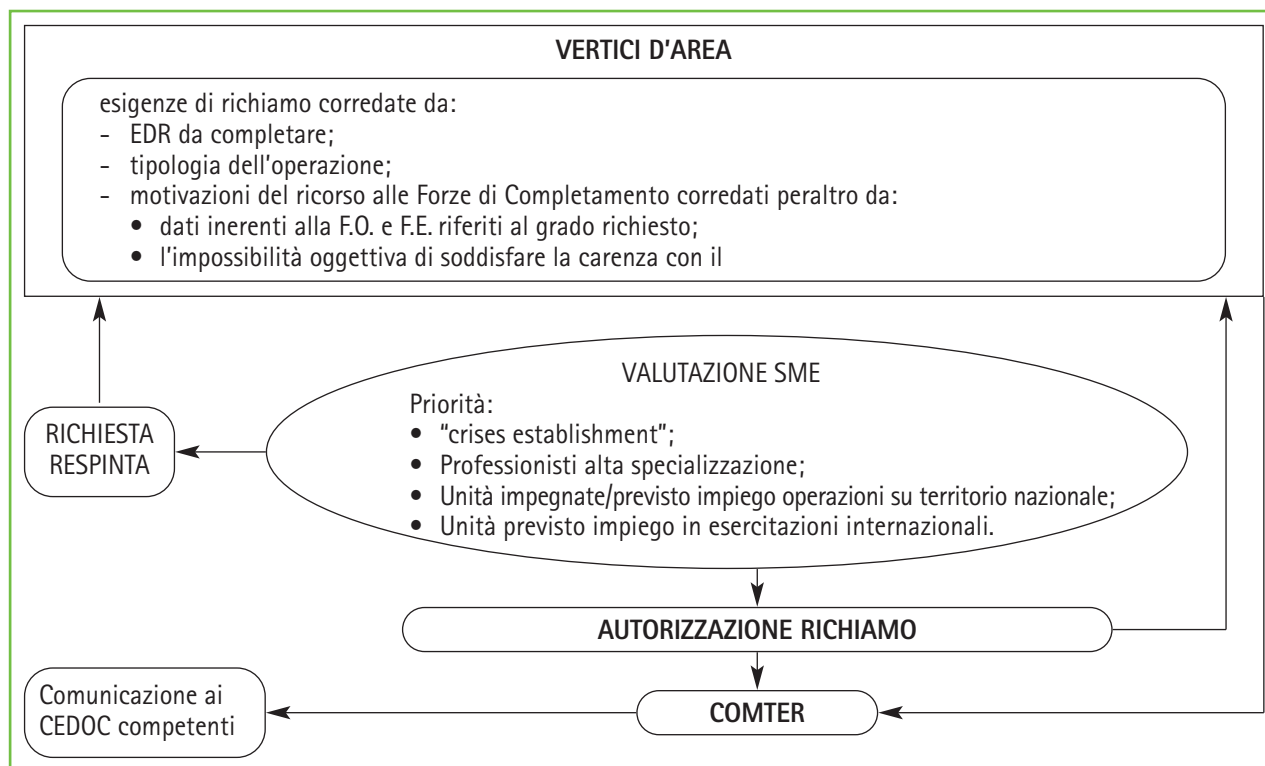 VERTICI D'AREA
esigenze di richiamo corredate da:
- EDR da completare;
- tipologia dell'operazione;
- motivazioni del ricorso alle Forze di Completamento corredati peraltro da:
• dati inerenti alla F.O. e F.E. riferiti al grado richiesto;
• l'impossibilità oggettiva di soddisfare la carenza con il
VALUTAZIONE SME
Priorità:
• "crises establishment";
• Professionisti alta specializzazione;
• Unità impegnate/previsto impiego operazioni su territorio nazionale;
• Unità previsto impiego in esercitazioni internazionali.
RICHIESTA
RESPINTA
AUTORIZZAZIONE RICHIAMO
COMTER
Comunicazione ai
CEDOC competenti